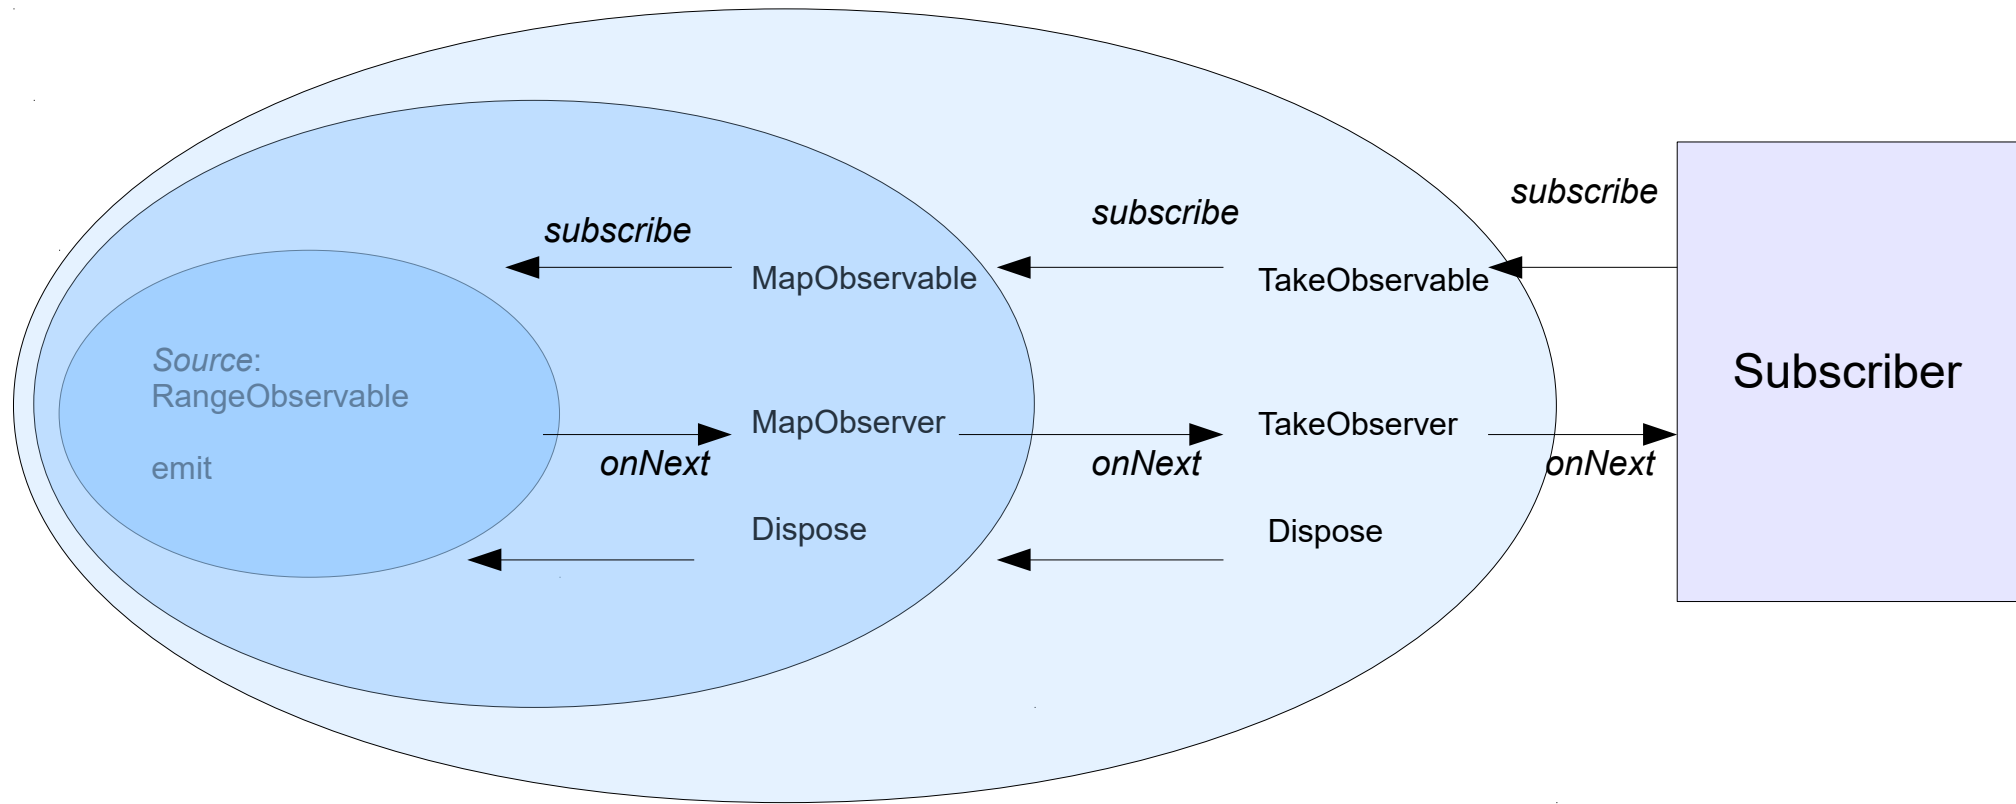 subscribe
subscribe
subscribe
MapObservable
TakeObservable
Source:
RangeObservable
Subscriber
MapObserver
TakeObserver
emit
onNext
onNext
onNext
Dispose
Dispose